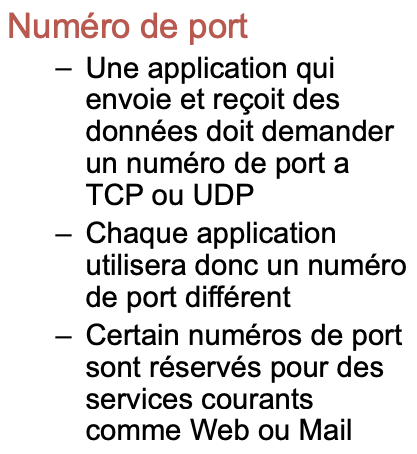 Numéro de port
– Une application qui
envoie et reçoit des
données doit demander
un numéro de port a
TCP ou UDP
– Chaque application
utilisera donc un numéro
de port différent
– Certain numéros de port
sont réservés pour des
services courants
comme Web ou Mail